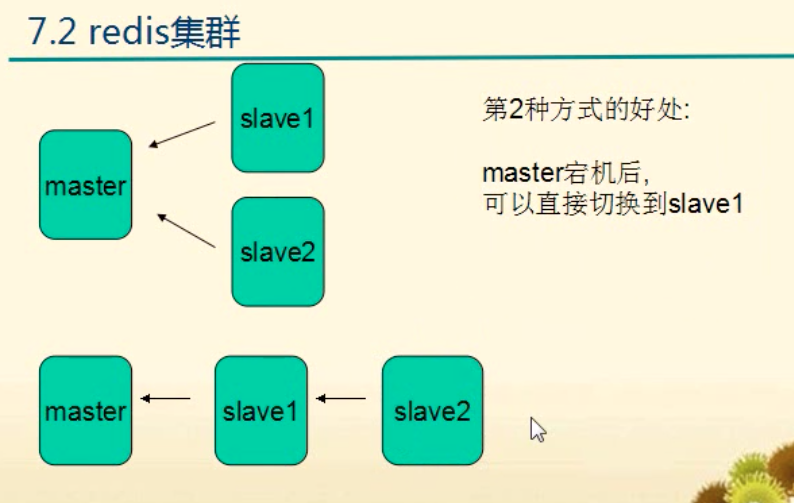 7.2 redis集群
slave1
master
slave2
第2种方式的好处:
master宕机后,
可以直接切换到slave1
master
slave1
slave2